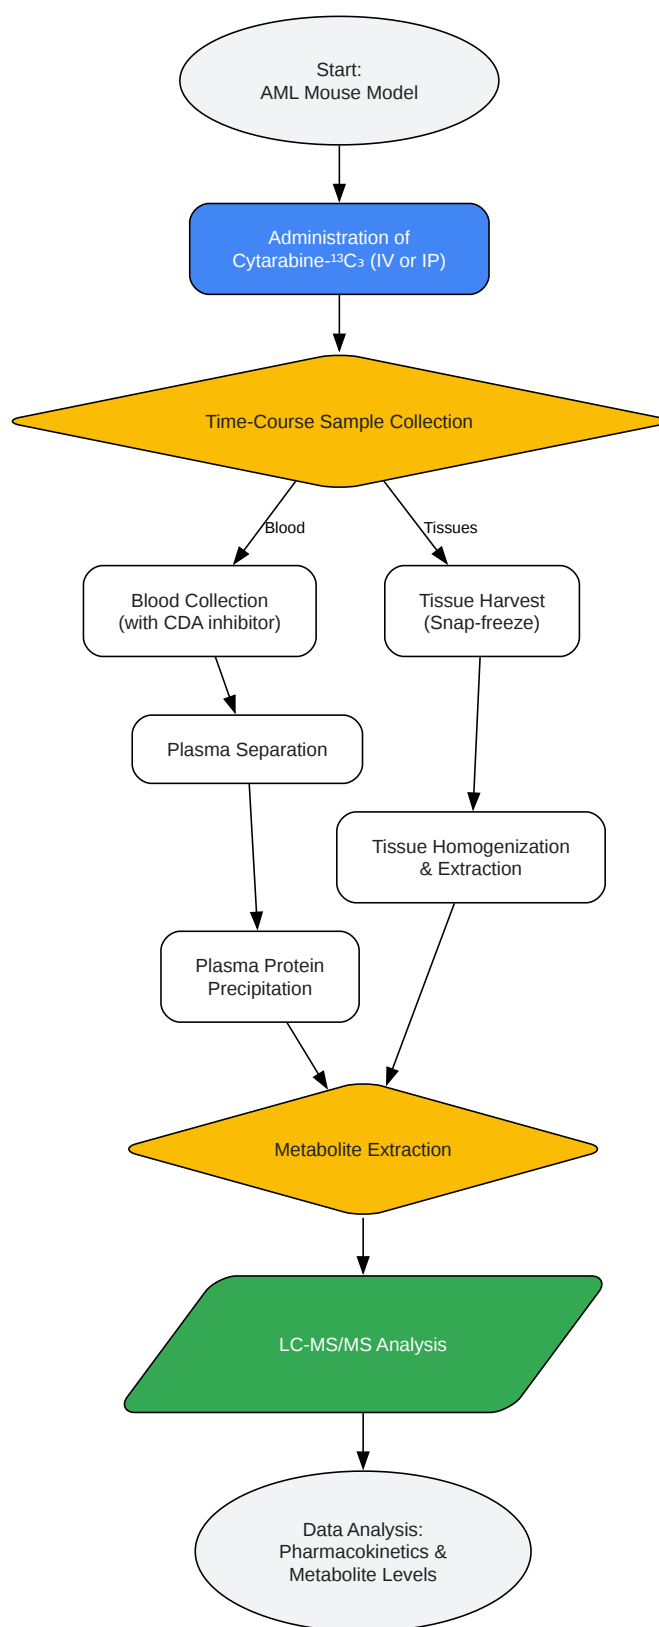 Start:
AML Mouse Model
Administration of
Cytarabine-¹³C₃ (IV or IP)
Time-Course Sample Collection
Blood
Tissues
Blood Collection
(with CDA inhibitor)
Tissue Harvest
(Snap-freeze)
Plasma Separation
Tissue Homogenization
& Extraction
Plasma Protein
Precipitation
Metabolite Extraction
LC-MS/MS Analysis
Data Analysis:
Pharmacokinetics &
Metabolite Levels